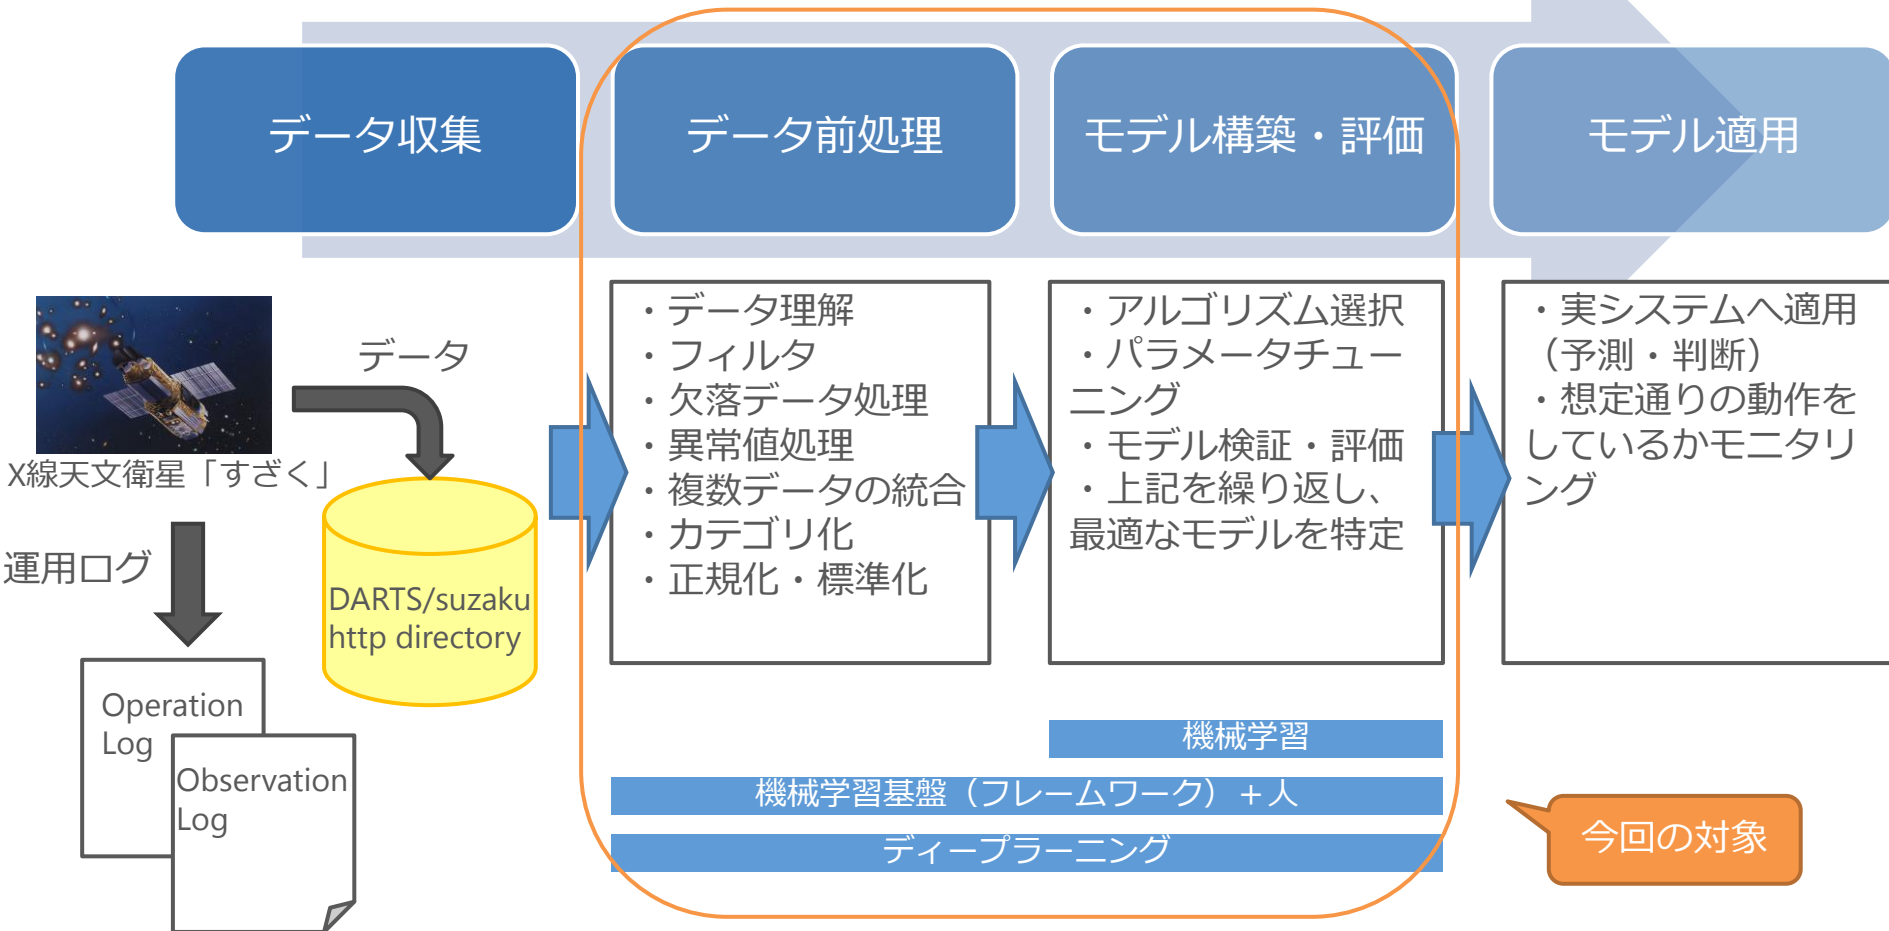 データ収集
データ前処理
モデル構築・評価
モデル適用
データ
X線天文衛星「すざく」
運用ログ
DARTS/suzaku
http directory
Operation
Log
Observation
Log
・データ理解
・フィルタ
・欠落データ処理
・異常値処理
・複数データの統合
・カテゴリ化
・正規化・標準化
・アルゴリズム選択
・パラメータチュー
ニング
・モデル検証・評価
・上記を繰り返し、
最適なモデルを特定
・実システムへ適用
（予測・判断）
・想定通りの動作を
しているかモニタリ
ング
機械学習
機械学習基盤（フレームワーク）＋人
ディープラーニング
今回の対象